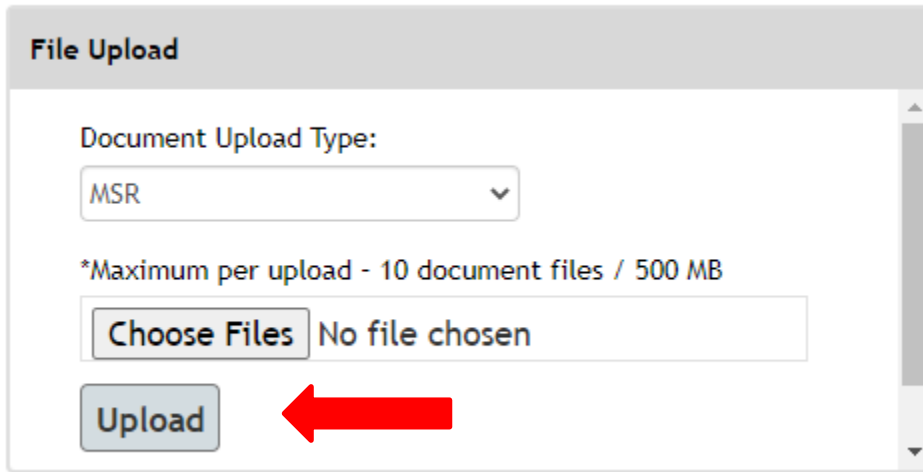 File Upload
Document Upload Type:
MSR
*Maximum per upload - 10 document files / 500 MB
Choose Files No file chosen
Upload